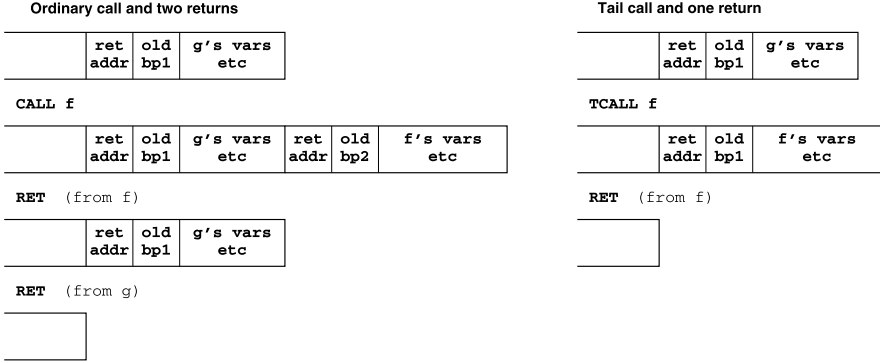 Ordinary call and two returns
ret old g's vars
addr bp1 etc
CALL f
ret old g's vars ret old f's vars
addr bp1 etc addr bp2 etc
RET (from f)
ret old g's vars
addr bp1 etc
RET (from g)
Tail call and one return
ret old g's vars
addr bp1 etc
TCALL f
ret old f's vars
addr bp1 etc
RET (from f)